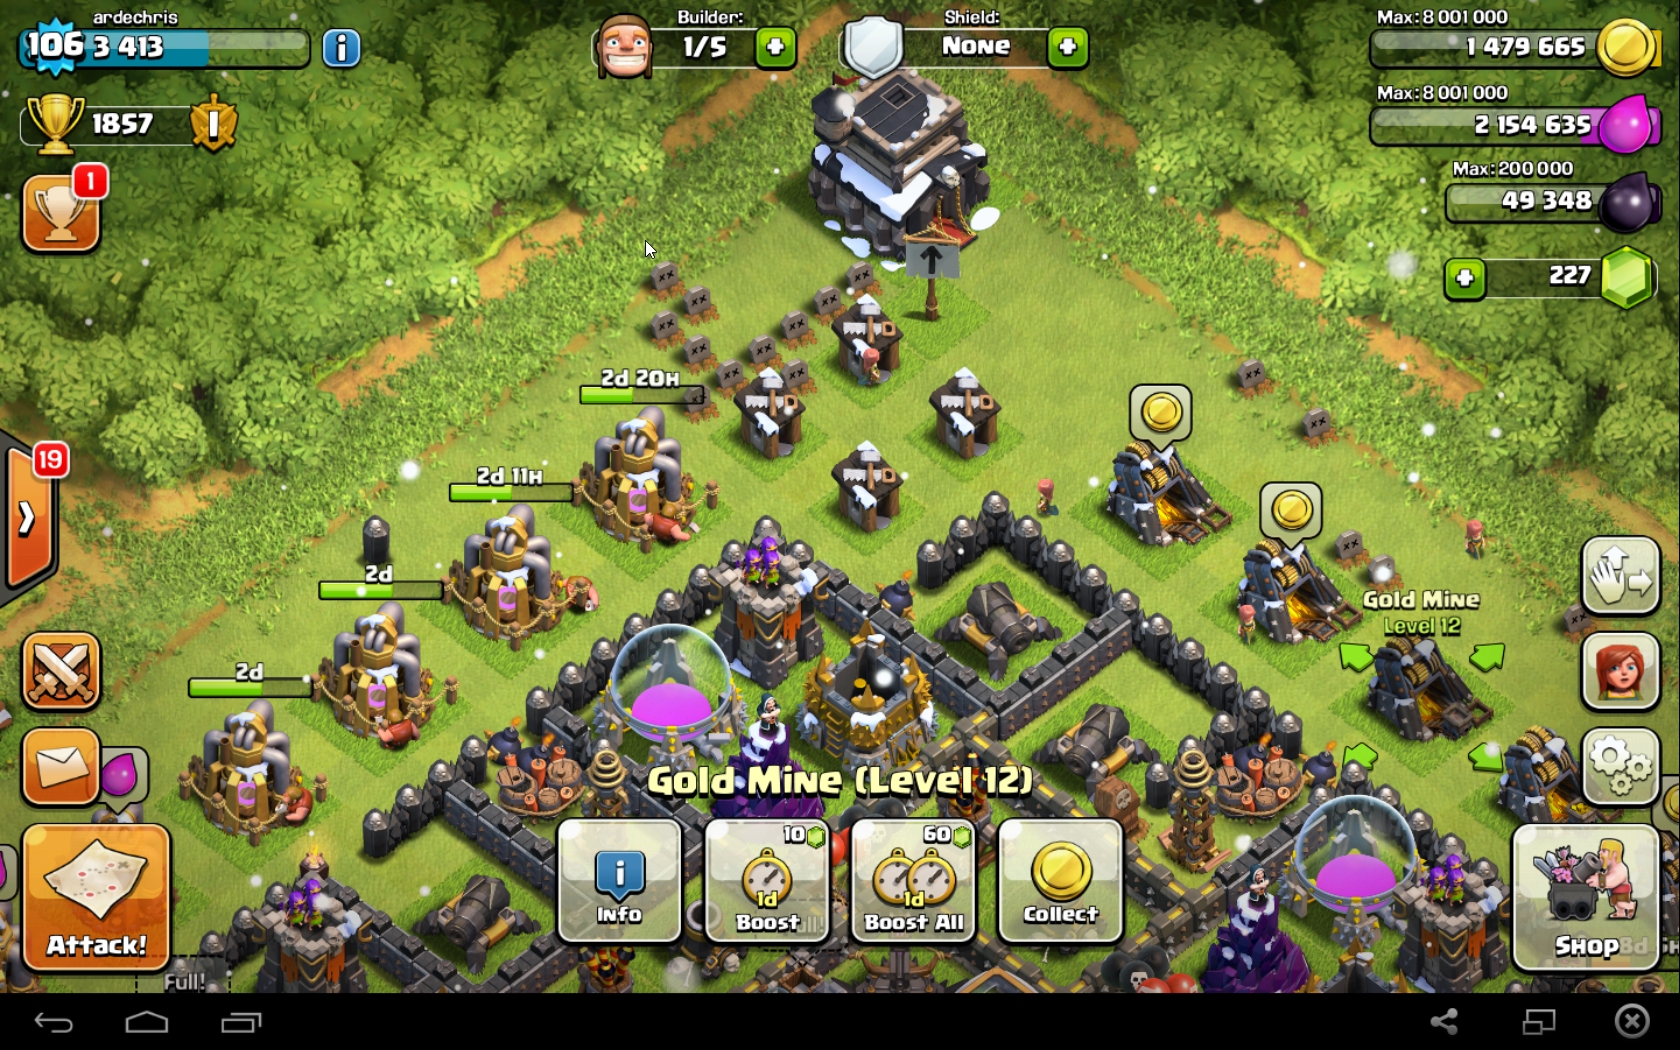 ardechris
106 3 413
i
Builder:
1/5
Shield:
None
Max: 8 001 000
1 479 665
Max: 8 001 000
2 154 635
Max: 200 000
49 348
227
1857
I
1
2d 20H
2d 11H
2d
2d
19
Gold Mine
Level 12
Gold Mine (Level 12)
i
Info
10
1d
Boost
60
1d
Boost All
Collect
Attack!
Shop
Full!